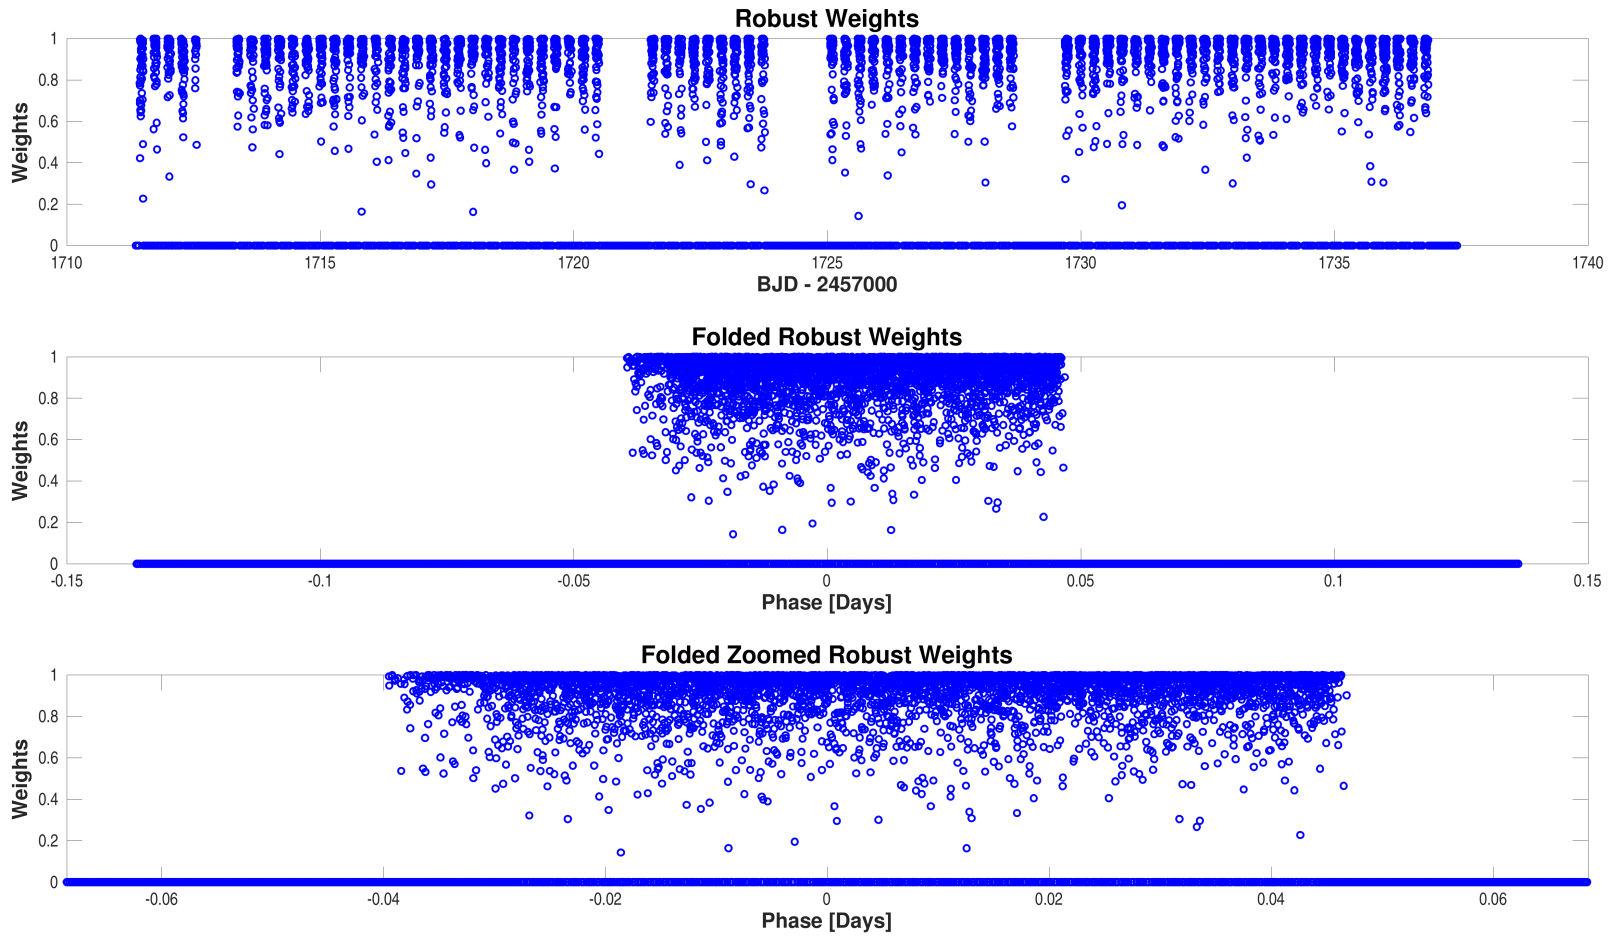 Robust Weights
1
0.8
0.6
0.4
0.2
0
Weights
1710 1715 1720 1725 1730 1735 1740
BJD - 2457000
Folded Robust Weights
1
0.8
0.6
0.4
0.2
0
Weights
-0.15 -0.1 -0.05 0 0.05 0.1 0.15
Phase [Days]
Folded Zoomed Robust Weights
1
0.8
0.6
0.4
0.2
0
Weights
-0.06 -0.04 -0.02 0 0.02 0.04 0.06
Phase [Days]